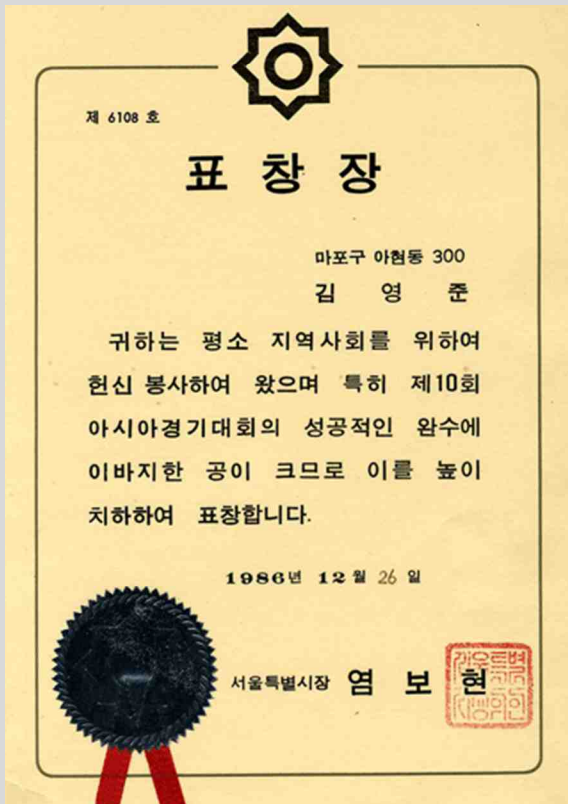 제 6108 호
표 창 장
마포구 아현동 300
김 영 준
귀하는 평소 지역사회를 위하여
헌신 봉사하여 왔으며 특히 제10회
아시아경기대회의 성공적인 완수에
이바지한 공이 크므로 이를 높이
치하하여 표창합니다.
1986년 12월 26일
서울특별시장 염 보 현